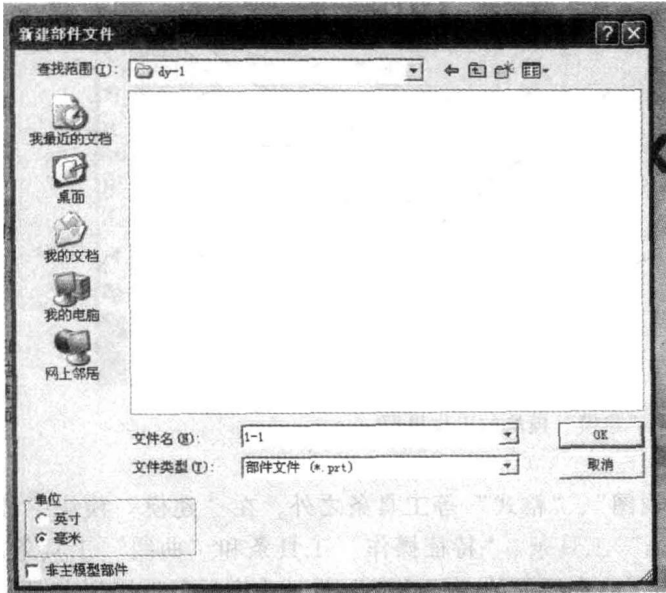 新建部件文件
查找范围(I): dy-1
我最近的文档
桌面
我的文档
我的电脑
网上邻居
文件名(N): 1-1 OK
文件类型(T): 部件文件 (*.prt) 取消
单位
英寸
毫米
非主模型部件